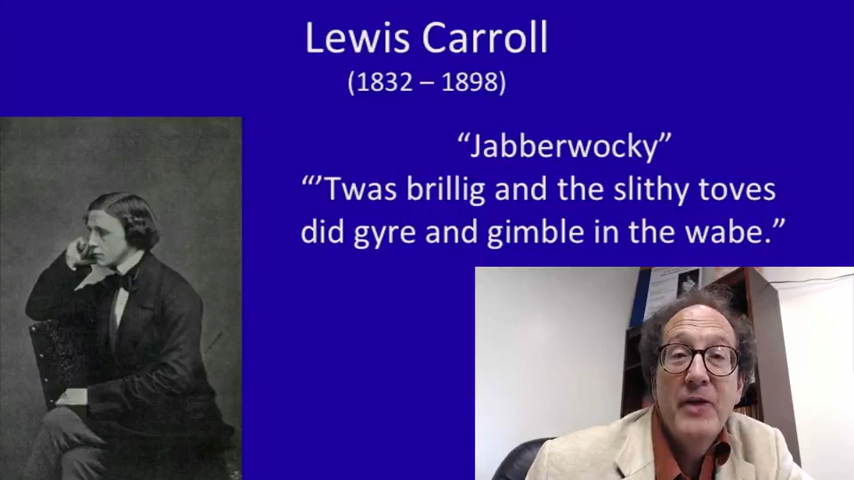 Lewis Carroll
(1832 – 1898)
“Jabberwocky”
“’Twas brillig and the slithy toves
did gyre and gimble in the wabe.”